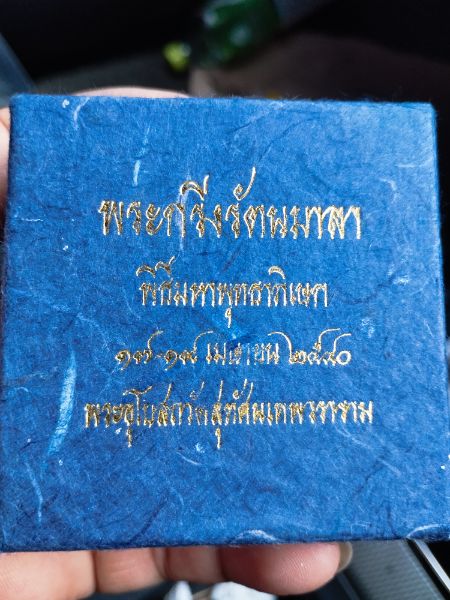 พระกริ่งรัตนมาลา
พิธีมหาพุทธาภิเษก
๑๗-๑๘ เมษายน ๒๕๔๐
พระอุโบสถวัดสุทัศนเทพวราราม